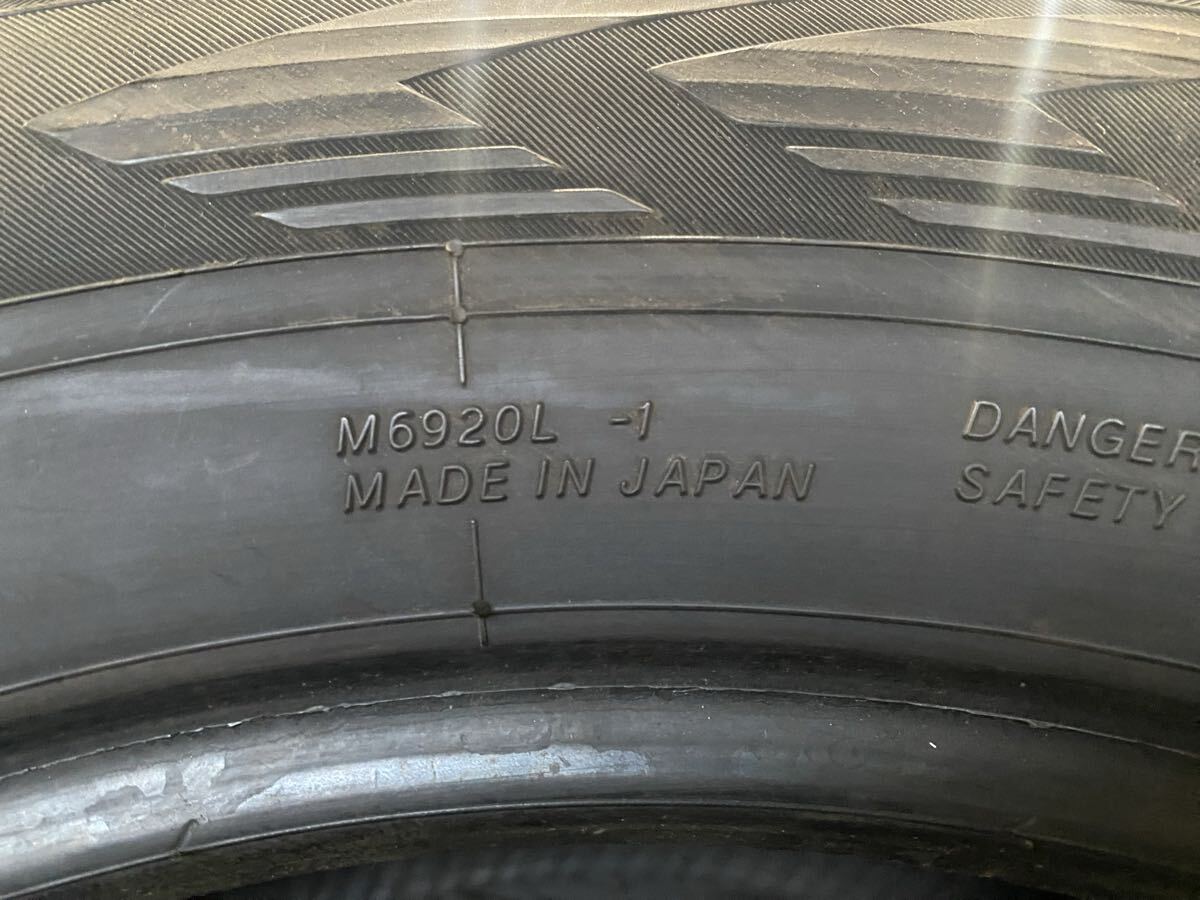 M6920L -1
MADE IN JAPAN
DANGER
SAFETY